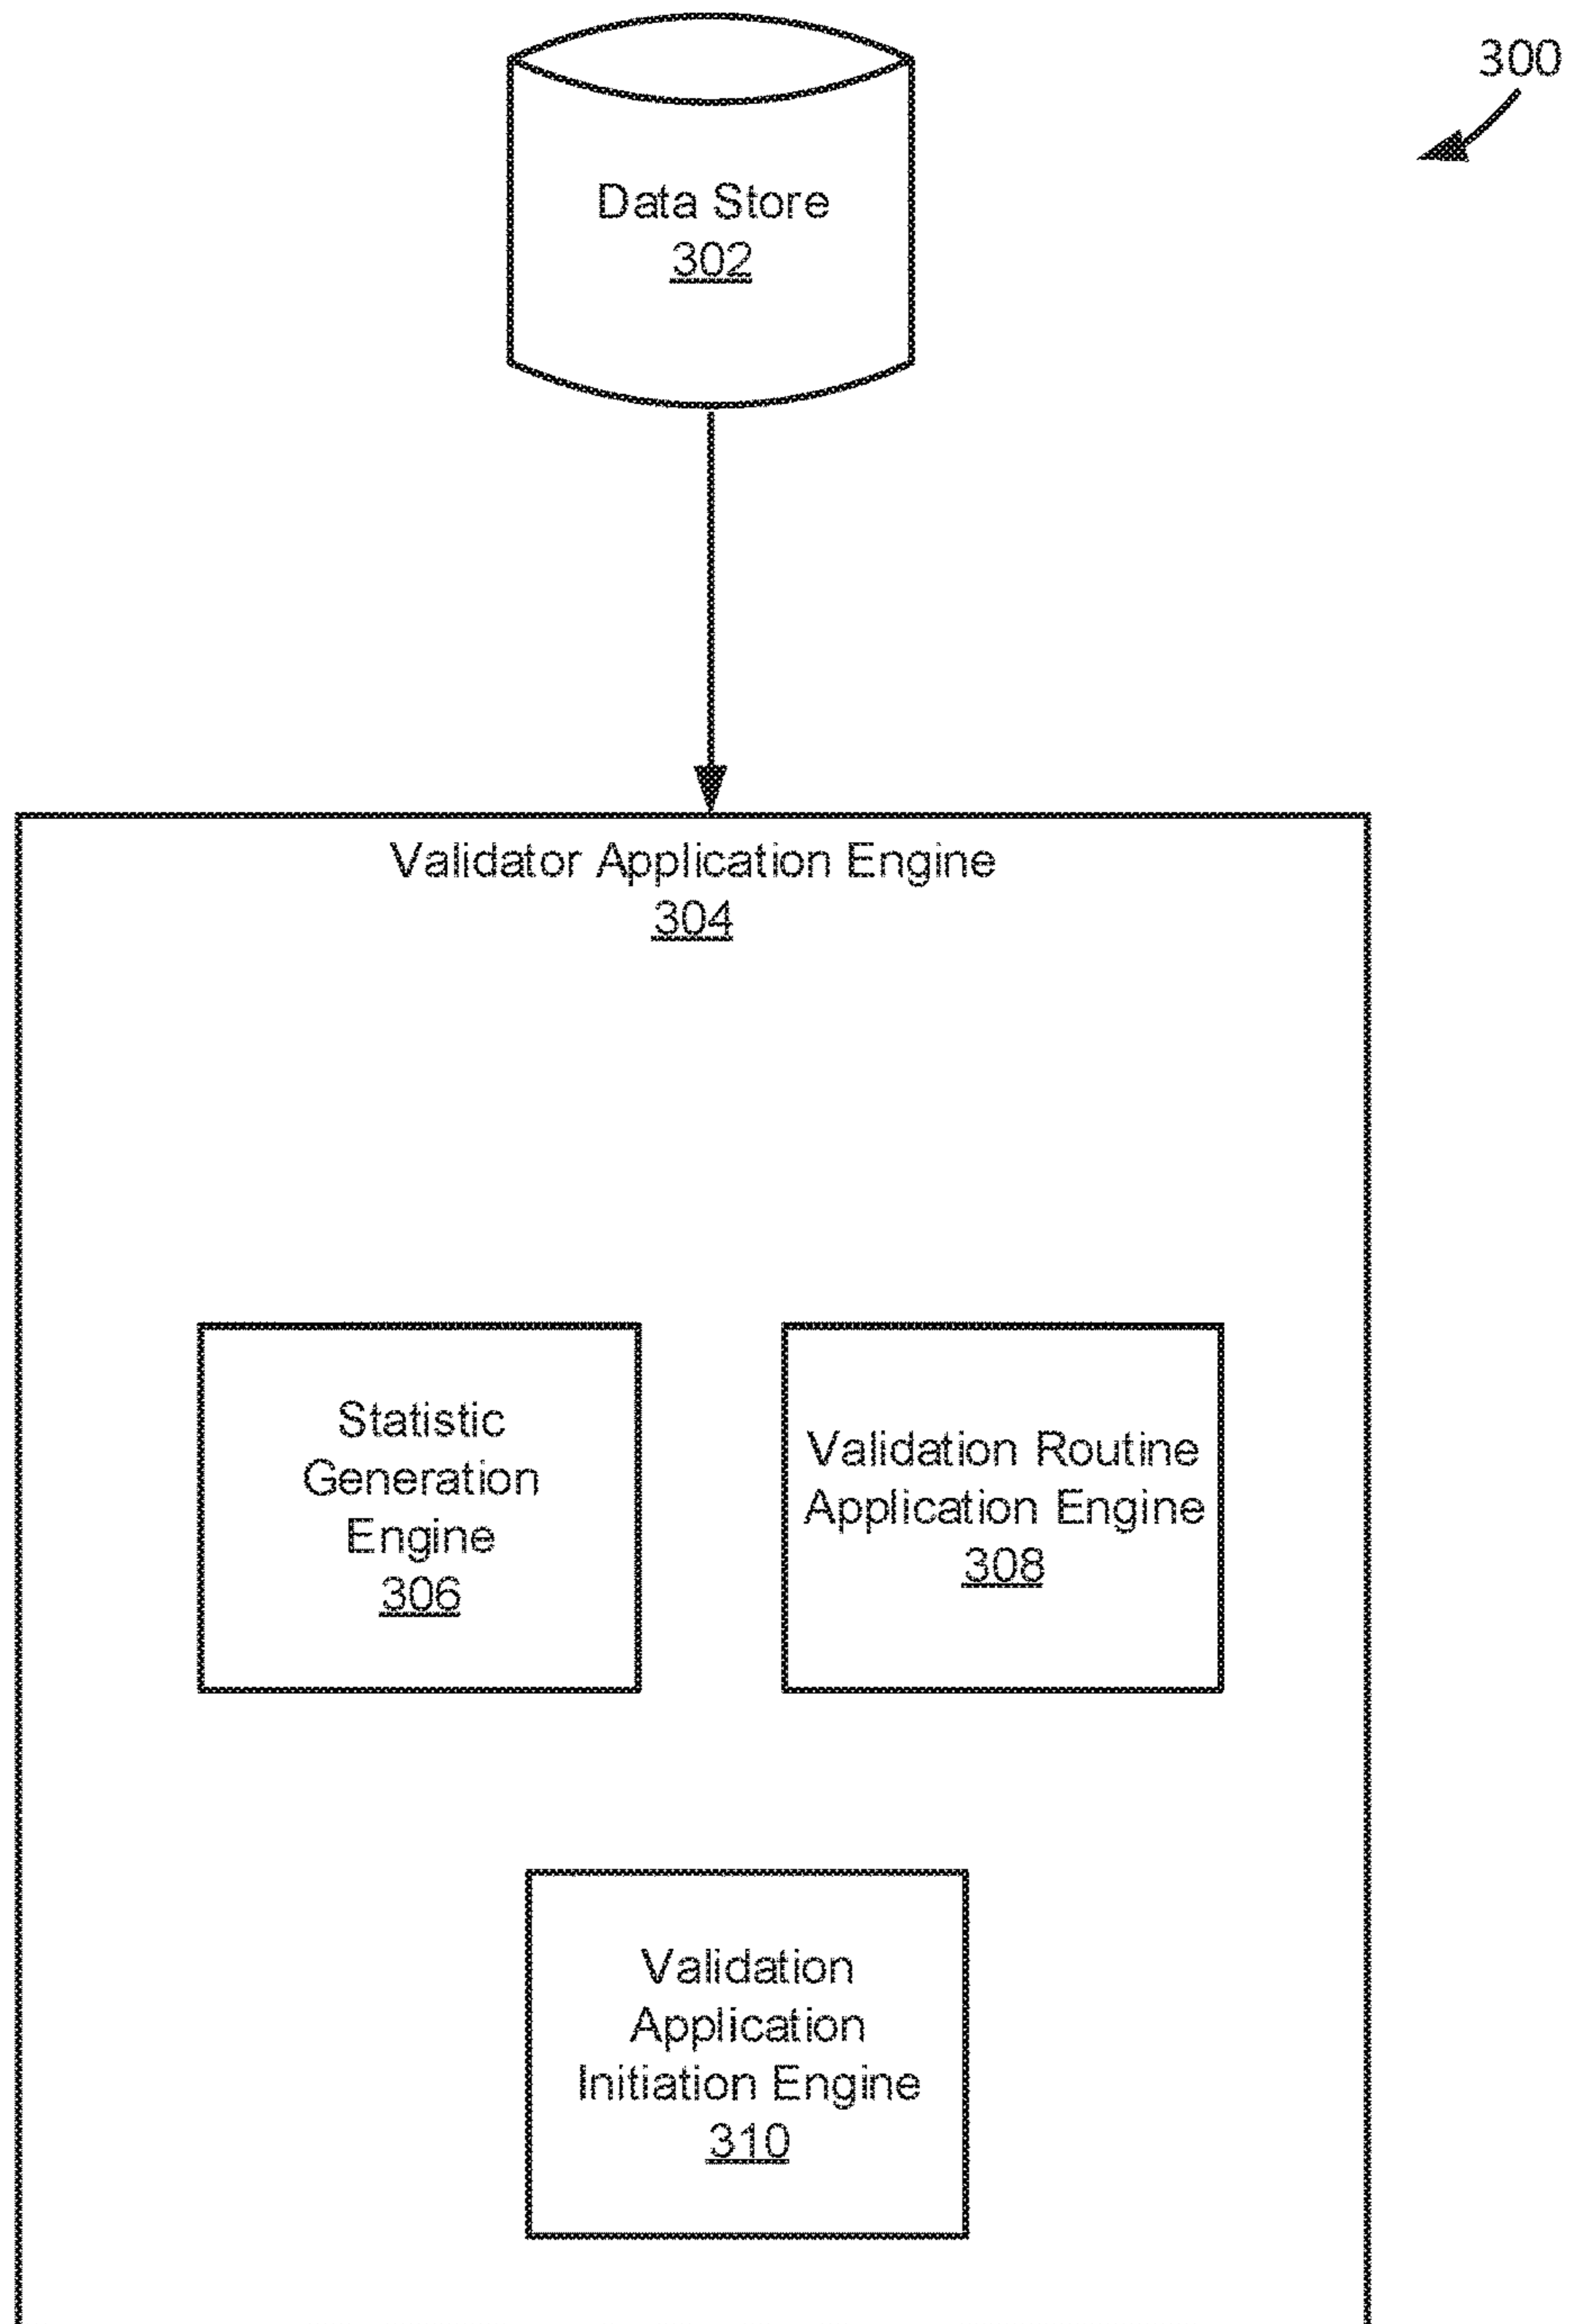 300
Data Store
302
Validator Application Engine
304
Statistic
Generation
Engine
306
Validation Routine
Application Engine
308
Validation
Application
Initiation Engine
310